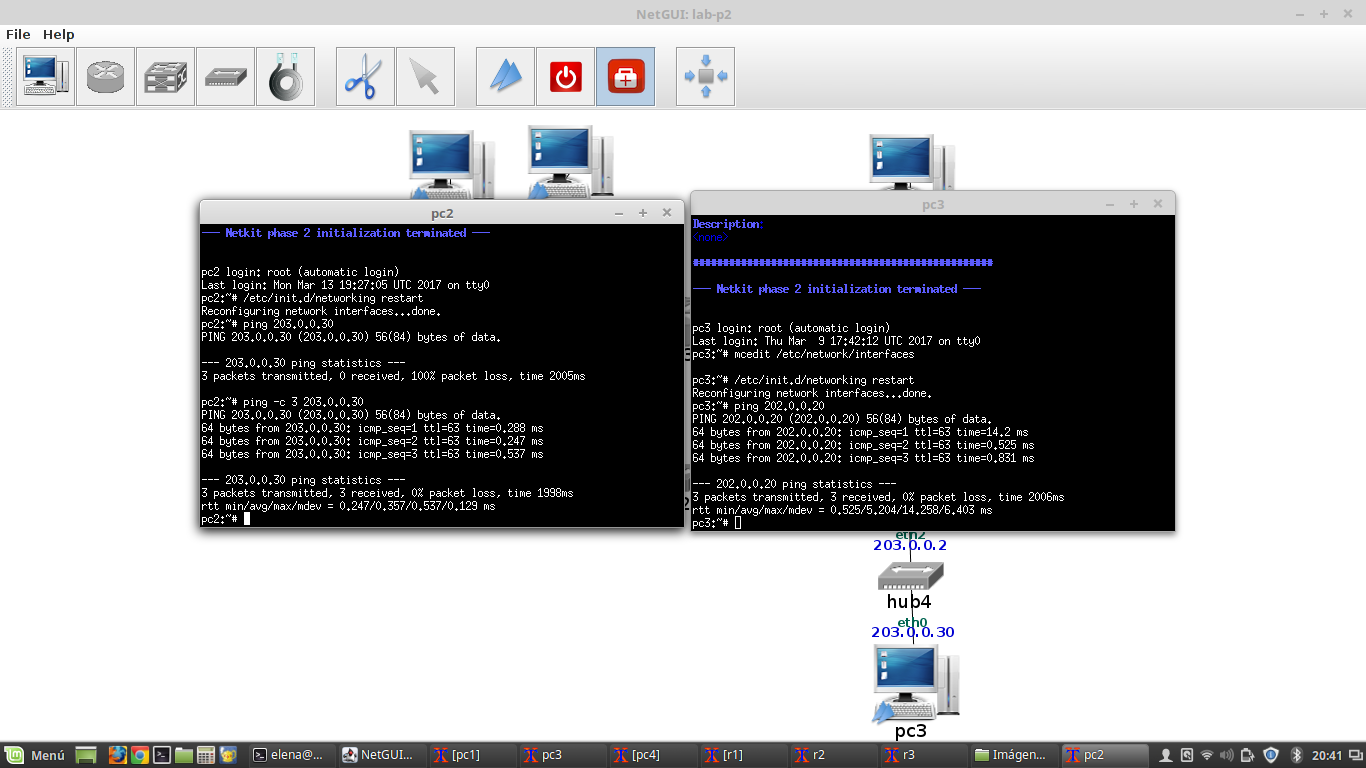 NetGUI: lab-p2
File Help
pc2
— Netkit phase 2 initialization terminated —
pc2 login: root (automatic login)
Last login: Mon Mar 13 19:27:05 UTC 2017 on tty0
pc2:~# /etc/init.d/networking restart
Reconfiguring network interfaces...done.
pc2:~# ping 203.0.0.30
PING 203.0.0.30 (203.0.0.30) 56(84) bytes of data.
--- 203.0.0.30 ping statistics ---
3 packets transmitted, 0 received, 100% packet loss, time 2005ms
pc2:~# ping -c 3 203.0.0.30
PING 203.0.0.30 (203.0.0.30) 56(84) bytes of data.
64 bytes from 203.0.0.30: icmp_seq=1 ttl=63 time=0.288 ms
64 bytes from 203.0.0.30: icmp_seq=2 ttl=63 time=0.247 ms
64 bytes from 203.0.0.30: icmp_seq=3 ttl=63 time=0.537 ms
--- 203.0.0.30 ping statistics ---
3 packets transmitted, 3 received, 0% packet loss, time 1998ms
rtt min/avg/max/mdev = 0.247/0.357/0.537/0.129 ms
pc2:~#
pc3
Description:
<none>
##################################################
— Netkit phase 2 initialization terminated —
pc3 login: root (automatic login)
Last login: Thu Mar  9 17:42:12 UTC 2017 on tty0
pc3:~# mcedit /etc/network/interfaces
pc3:~# /etc/init.d/networking restart
Reconfiguring network interfaces...done.
pc3:~# ping 202.0.0.20
PING 202.0.0.20 (202.0.0.20) 56(84) bytes of data.
64 bytes from 202.0.0.20: icmp_seq=1 ttl=63 time=14.2 ms
64 bytes from 202.0.0.20: icmp_seq=2 ttl=63 time=0.525 ms
64 bytes from 202.0.0.20: icmp_seq=3 ttl=63 time=0.831 ms
--- 202.0.0.20 ping statistics ---
3 packets transmitted, 3 received, 0% packet loss, time 2006ms
rtt min/avg/max/mdev = 0.525/5.204/14.258/6.403 ms
pc3:~#
eth2
203.0.0.2
hub4
eth0
203.0.0.30
pc3
Menú elena@... NetGUI... [pc1] pc3 [pc4] [r1] r2 r3 Imágen... pc2 20:41